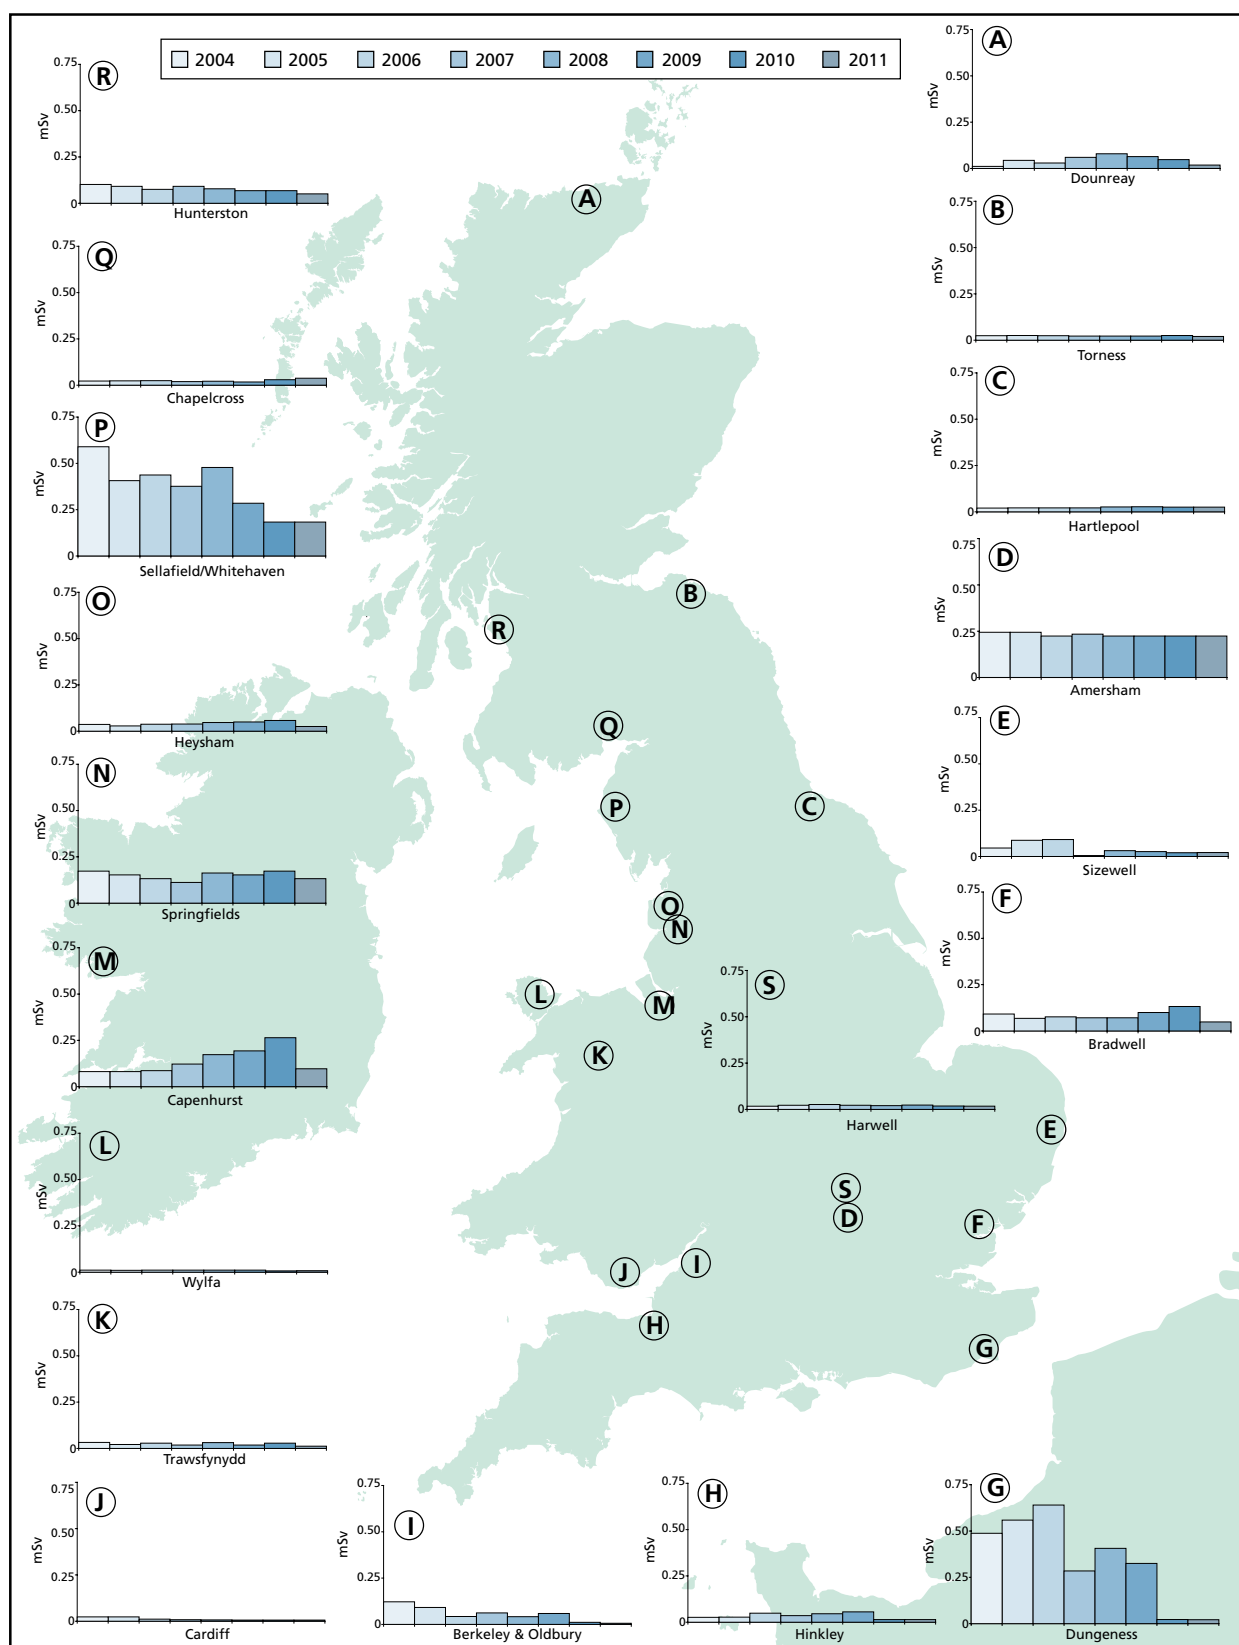 2004 2005 2006 2007 2008 2009 2010 2011
R
0.75
0.50
0.25
0
mSv
Hunterston
Q
0.75
0.50
0.25
0
mSv
Chapelcross
P
0.75
0.50
0.25
0
mSv
Sellafield/Whitehaven
O
0.75
0.50
0.25
0
mSv
Heysham
N
0.75
0.50
0.25
0
mSv
Springfields
M
0.75
0.50
0.25
0
mSv
Capenhurst
L
0.75
0.50
0.25
0
mSv
Wylfa
K
0.75
0.50
0.25
0
mSv
Trawsfynydd
J
0.75
0.50
0.25
0
mSv
Cardiff
I
0.75
0.50
0.25
0
mSv
Berkeley & Oldbury
H
0.75
0.50
0.25
0
mSv
Hinkley
G
0.75
0.50
0.25
0
mSv
Dungeness
A
0.75
0.50
0.25
0
mSv
Dounreay
B
0.75
0.50
0.25
0
mSv
Torness
C
0.75
0.50
0.25
0
mSv
Hartlepool
D
0.75
0.50
0.25
0
mSv
Amersham
E
0.75
0.50
0.25
0
mSv
Sizewell
F
0.75
0.50
0.25
0
mSv
Bradwell
S
0.75
0.50
0.25
0
mSv
Harwell
A
B
R
Q
P
C
O
N
L
M
K
E
S
D
F
I
J
H
G